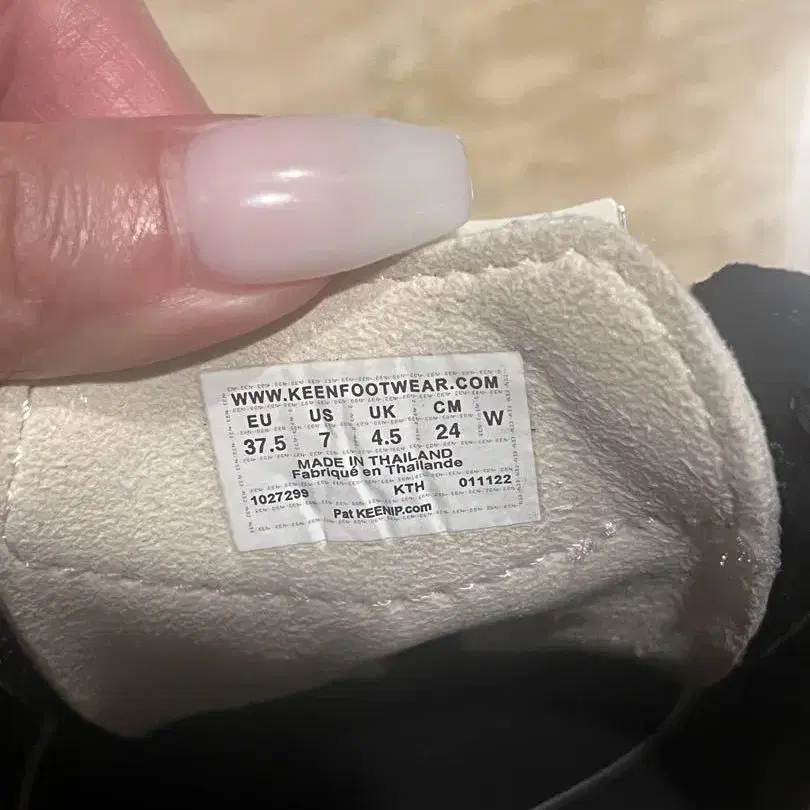 WWW.KEENFOOTWEAR.COM
EU US UK CM W
37.5 7 4.5 24
MADE IN THAILAND
Fabriqué en Thaïlande
1027299 KTH 011122
Pat KEENIP.com